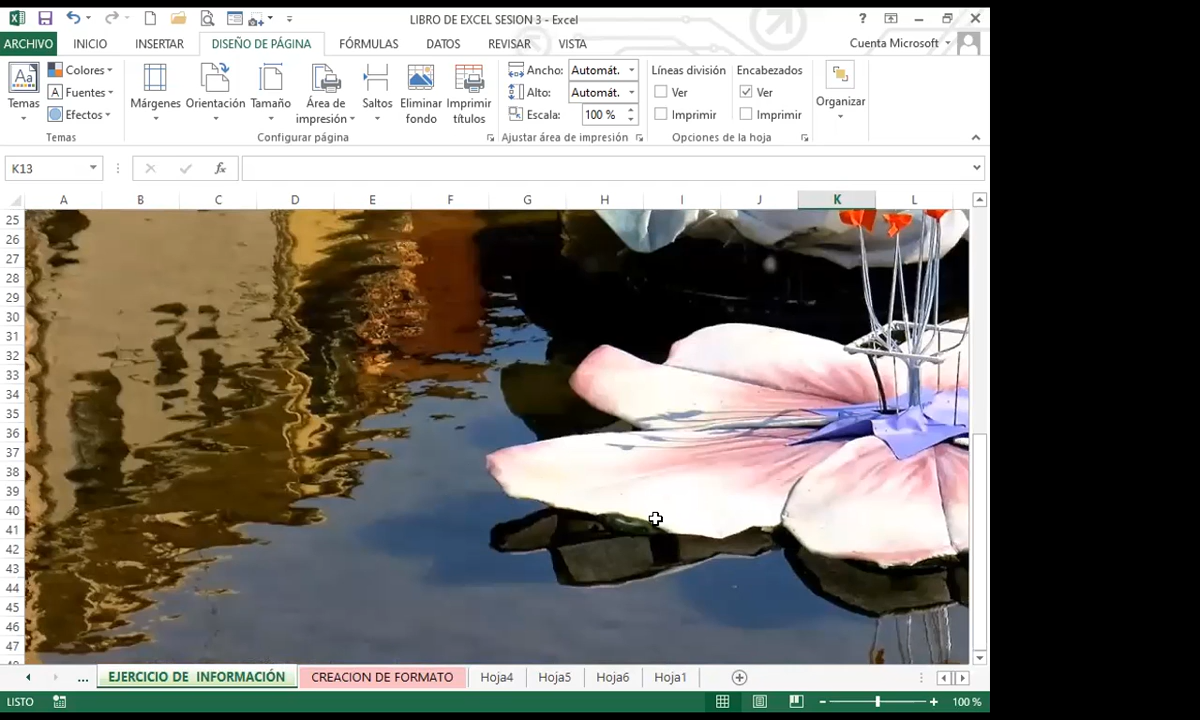 LIBRO DE EXCEL SESION 3 - Excel
ARCHIVO INICIO INSERTAR DISEÑO DE PÁGINA FÓRMULAS DATOS REVISAR VISTA Cuenta Microsoft
Aa Temas
Colores
A Fuentes
Efectos
Temas
Márgenes Orientación Tamaño Área de impresión Saltos Eliminar fondo Imprimir títulos
Configurar página
Ancho: Automát.
Alto: Automát.
Escala: 100 %
Ajustar área de impresión
Líneas división Encabezados
Ver Ver
Imprimir Imprimir
Opciones de la hoja
Organizar
K13 fx
A B C D E F G H I J K L
25
26
27
28
29
30
31
32
33
34
35
36
37
38
39
40
41
42
43
44
45
46
47
... EJERCICIO DE INFORMACIÓN CREACION DE FORMATO Hoja4 Hoja5 Hoja6 Hoja1
LISTO 100 %